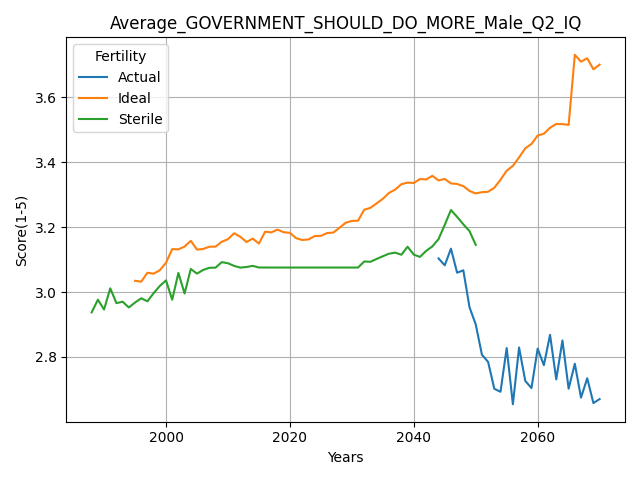 Average_GOVERNMENT_SHOULD_DO_MORE_Male_Q2_IQ
Fertility
Actual
Ideal
Sterile
Score(1-5)
3.6
3.4
3.2
3.0
2.8
2000
2020
2040
2060
Years